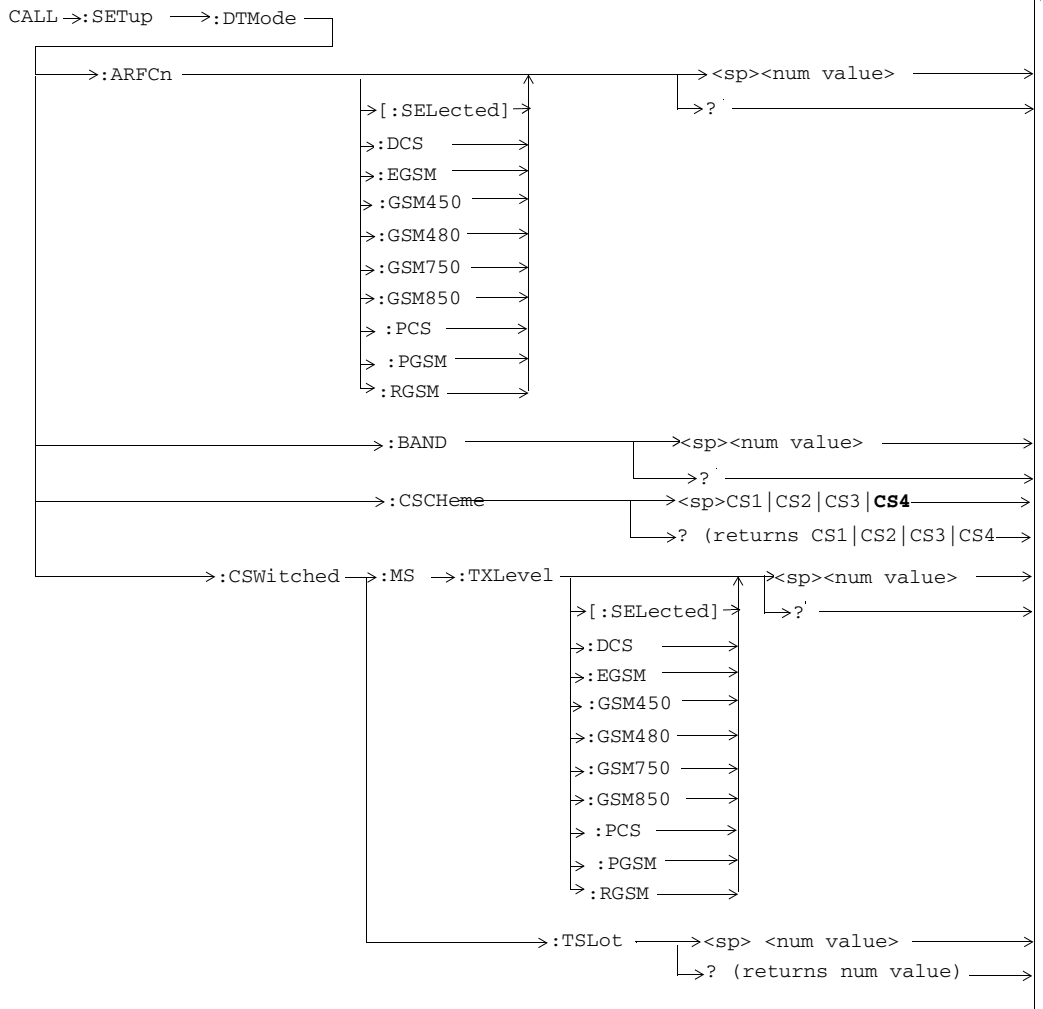 CALL :SETup :DTMode
:ARFCn <sp><num value>
[:SELected] ?
:DCS
:EGSM
:GSM450
:GSM480
:GSM750
:GSM850
:PCS
:PGSM
:RGSM
:BAND <sp><num value>
?
:CSCHeme <sp>CS1|CS2|CS3|CS4
? (returns CS1|CS2|CS3|CS4
:CSWitched :MS :TXLevel <sp><num value>
[:SELected] ?
:DCS
:EGSM
:GSM450
:GSM480
:GSM750
:GSM850
:PCS
:PGSM
:RGSM
:TSLot <sp> <num value>
? (returns num value)